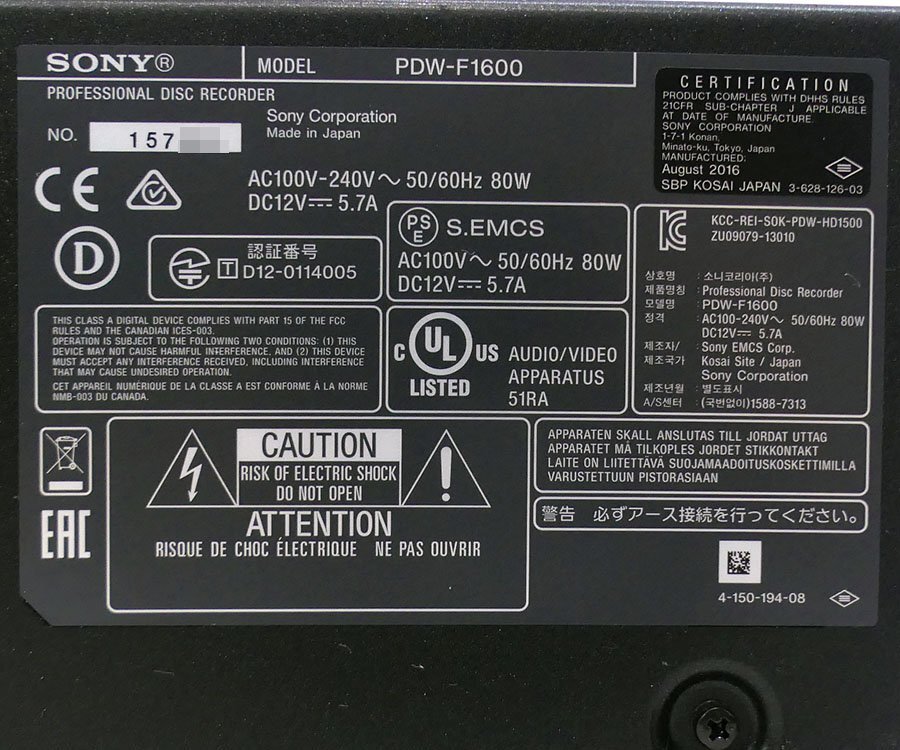 SONY®
MODEL PDW-F1600
PROFESSIONAL DISC RECORDER
NO. 157
Sony Corporation
Made in Japan
CERTIFICATION
PRODUCT COMPLIES WITH DHHS RULES
21CFR SUB-CHAPTER J APPLICABLE
AT DATE OF MANUFACTURE.
SONY CORPORATION
1-7-1 Konan,
Minato-ku, Tokyo, Japan
MANUFACTURED:
August 2016
SBP KOSAI JAPAN 3-628-126-03
CE
AC100V-240V～50/60Hz 80W
DC12V⎓ 5.7A
D
認証番号
T D12-0114005
PSE S.EMCS
AC100V～ 50/60Hz 80W
DC12V⎓ 5.7A
KCC-REI-S0K-PDW-HD1500
ZU09079-13010
상호명 : 소니코리아(주)
제품명칭 : Professional Disc Recorder
모델명 : PDW-F1600
정격 : AC100-240V～ 50/60Hz 80W
DC12V⎓ 5.7A
제조자/ : Sony EMCS Corp.
제조국가 Kosai Site / Japan
Sony Corporation
제조년월 : 별도표시
A/S센터 : (국번없이)1588-7313
THIS CLASS A DIGITAL DEVICE COMPLIES WITH PART 15 OF THE FCC
RULES AND THE CANADIAN ICES-003.
OPERATION IS SUBJECT TO THE FOLLOWING TWO CONDITIONS: (1) THIS
DEVICE MAY NOT CAUSE HARMFUL INTERFERENCE, AND (2) THIS DEVICE
MUST ACCEPT ANY INTERFERENCE RECEIVED, INCLUDING INTERFERENCE
THAT MAY CAUSE UNDESIRED OPERATION.
CET APPAREIL NUMÉRIQUE DE LA CLASSE A EST CONFORME À LA NORME
NMB-003 DU CANADA.
C UL US
LISTED
AUDIO/VIDEO
APPARATUS
51RA
CAUTION
RISK OF ELECTRIC SHOCK
DO NOT OPEN
ATTENTION
RISQUE DE CHOC ÉLECTRIQUE NE PAS OUVRIR
EAC
APPARATEN SKALL ANSLUTAS TILL JORDAT UTTAG
APPARATET MÅ TILKOPLES JORDET STIKKONTAKT
LAITE ON LIITETTÄVÄ SUOJAMAADOITUSKOSKETTIMILLA
VARUSTETTUUN PISTORASIAAN
警告 必ずアース接続を行ってください。
4-150-194-08